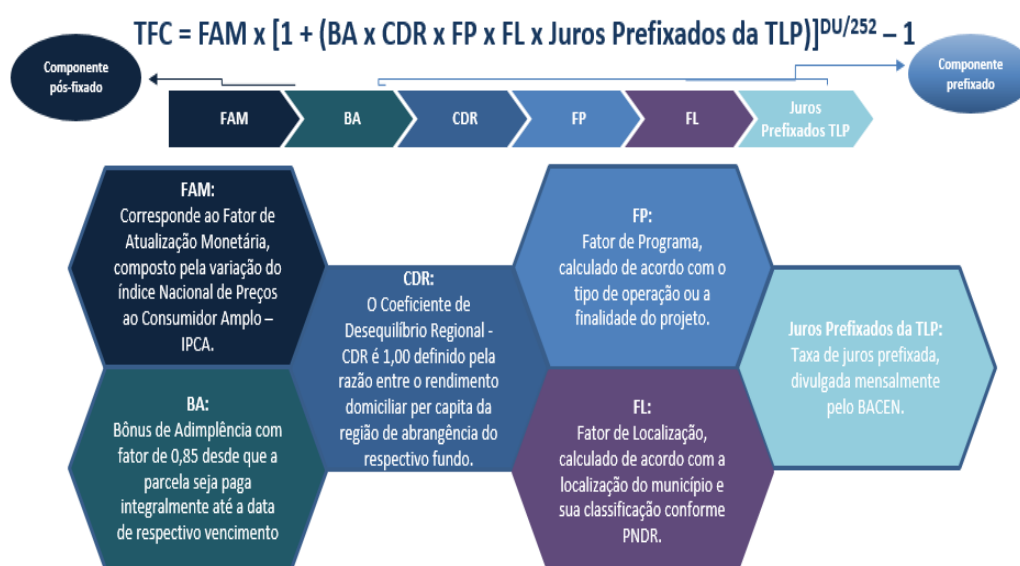 TFC = FAM x [1 + (BA x CDR x FP x FL x Juros Prefixados da TLP)]^DU/252 – 1
Componente
pós-fixado
Componente
prefixado
FAM
BA
CDR
FP
FL
Juros
Prefixados TLP
FAM:
Corresponde ao Fator de
Atualização Monetária,
composto pela variação do
índice Nacional de Preços
ao Consumidor Amplo –
IPCA.
BA:
Bônus de Adimplência com
fator de 0,85 desde que a
parcela seja paga
integralmente até a data
de respectivo vencimento
CDR:
O Coeficiente de
Desequilíbrio Regional -
CDR é 1,00 definido pela
razão entre o rendimento
domiciliar per capita da
região de abrangência do
respectivo fundo.
FP:
Fator de Programa,
calculado de acordo com o
tipo de operação ou a
finalidade do projeto.
FL:
Fator de Localização,
calculado de acordo com a
localização do município e
sua classificação conforme
PNDR.
Juros Prefixados da TLP:
Taxa de juros prefixada,
divulgada mensalmente
pelo BACEN.